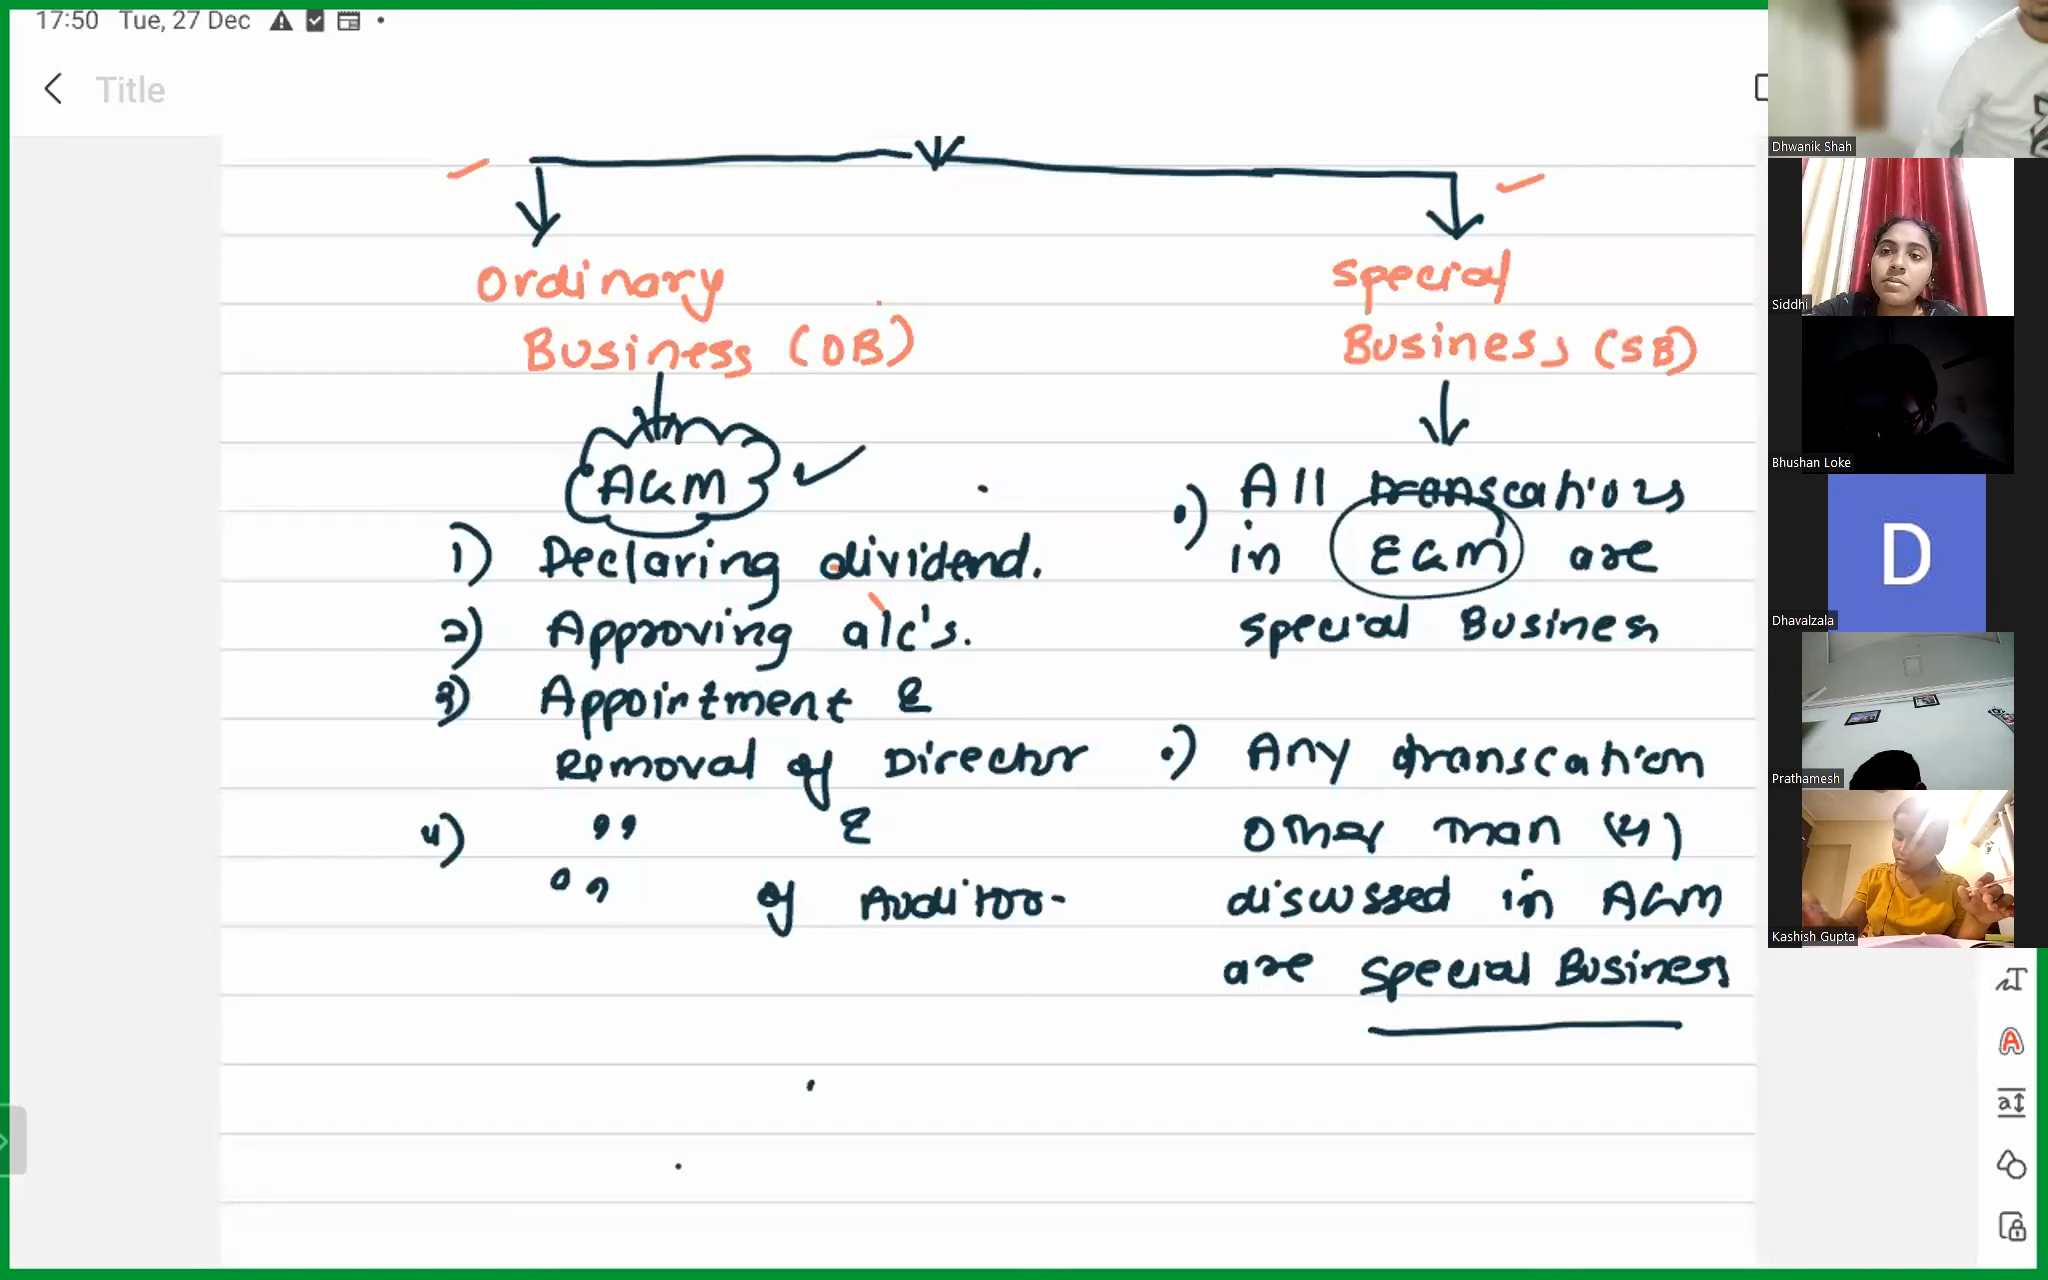 17:50 Tue, 27 Dec
Title
Ordinary
Business (OB)
AGM
1) Declaring dividend.
2) Approving a/c's.
3) Appointment &
Removal of Director
4) " &
" of Auditor
Special
Business (SB)
•) All transcations
in EGM are
special Business
•) Any transcation
other than (4)
discussed in AGM
are Special Business
Dhwanik Shah
Siddhi
Bhushan Loke
D
Dhavalzala
Prathamesh
Kashish Gupta